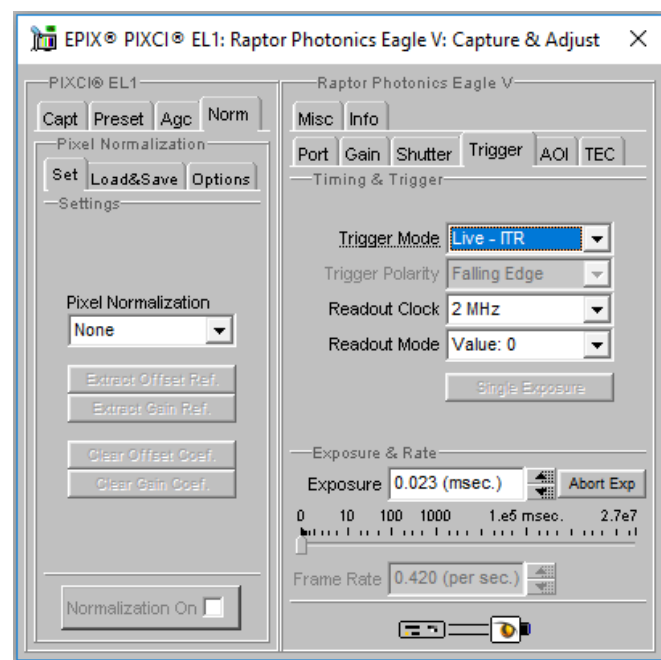 EPIX® PIXCI® EL1: Raptor Photonics Eagle V: Capture & Adjust
PIXCI® EL1
Capt Preset Agc Norm
Pixel Normalization
Set Load&Save Options
Settings
Pixel Normalization
None
Extract Offset Ref.
Extract Gain Ref.
Clear Offset Coef.
Clear Gain Coef.
Normalization On
Raptor Photonics Eagle V
Misc Info
Port Gain Shutter Trigger AOI TEC
Timing & Trigger
Trigger Mode Live - ITR
Trigger Polarity Falling Edge
Readout Clock 2 MHz
Readout Mode Value: 0
Single Exposure
Exposure & Rate
Exposure 0.023 (msec.) Abort Exp
0 10 100 1000 1.e5 msec. 2.7e7
Frame Rate 0.420 (per sec.)